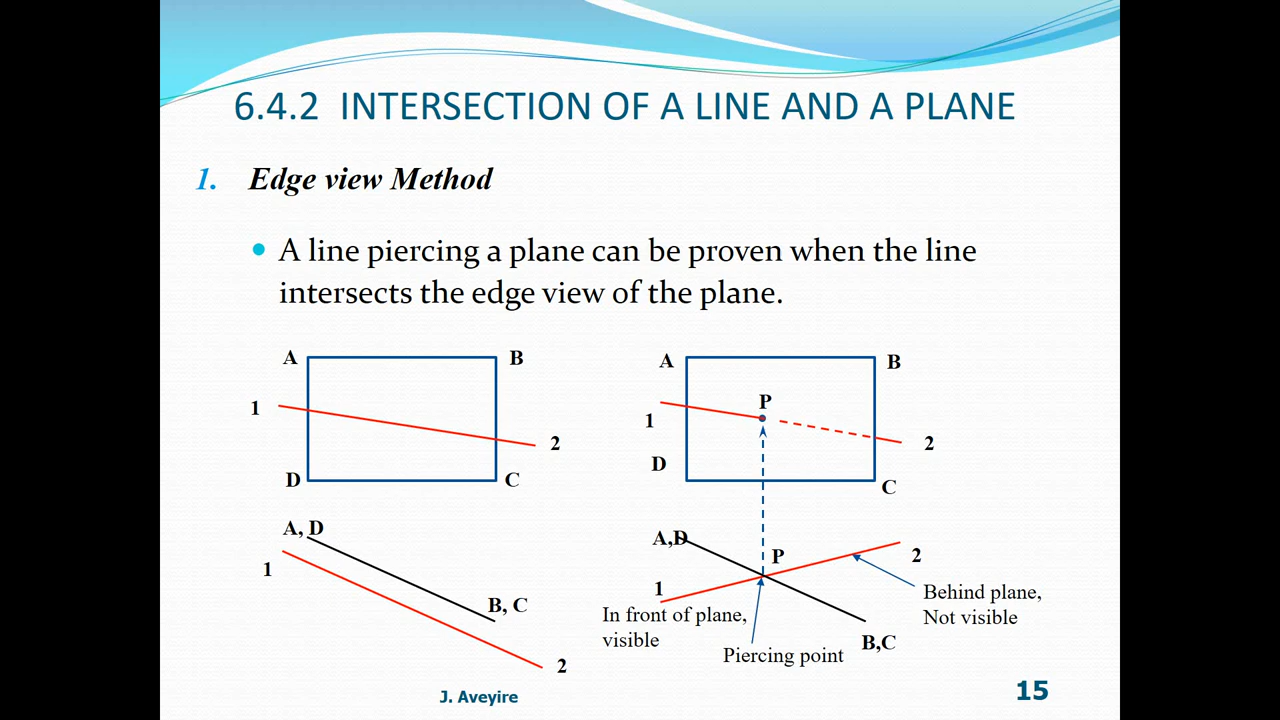 6.4.2 INTERSECTION OF A LINE AND A PLANE
1. Edge view Method
• A line piercing a plane can be proven when the line
intersects the edge view of the plane.
A B
1
2
D C
A, D
1
B, C
2
A B
P
1
2
D
C
A,D
P
2
1
Behind plane,
Not visible
In front of plane,
visible
B,C
Piercing point
J. Aveyire
15